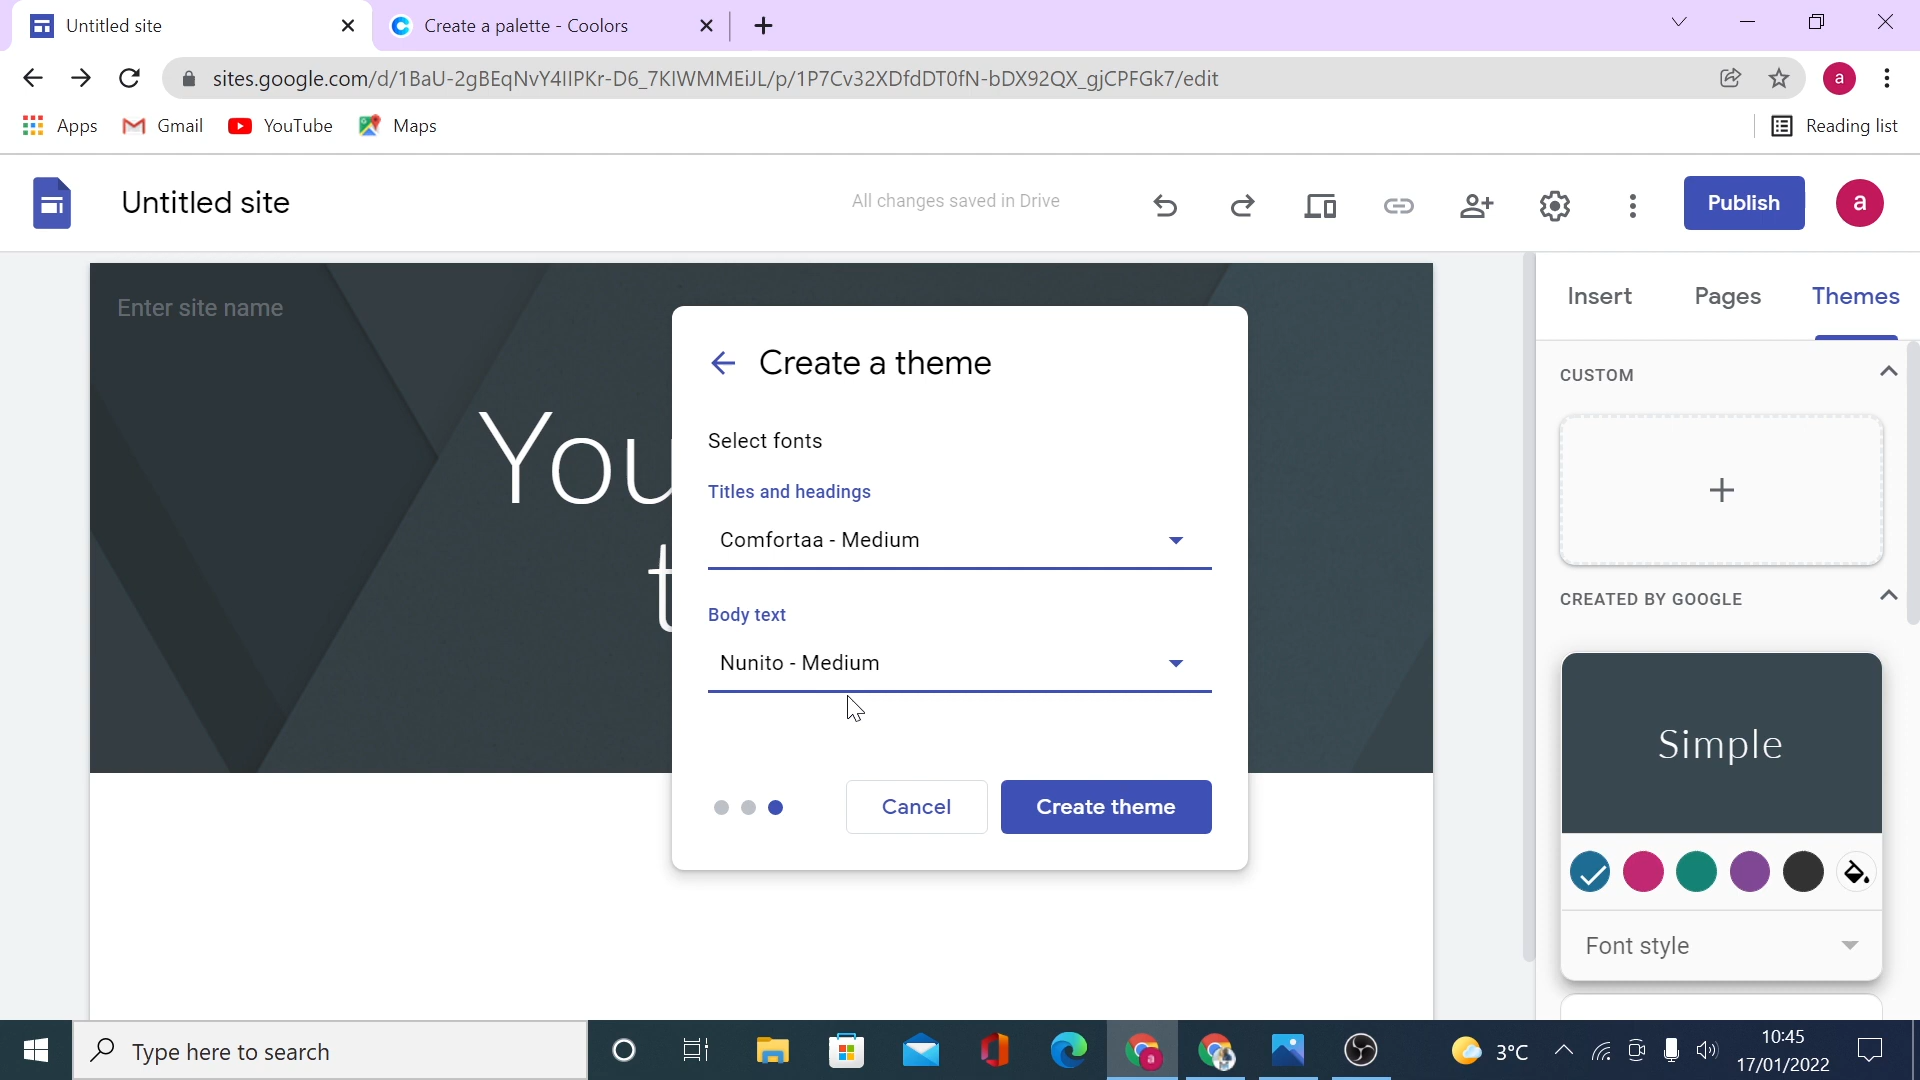 Untitled site
Create a palette - Coolors
sites.google.com/d/1BaU-2gBEqNvY4IIPKr-D6_7KIWMMEiJL/p/1P7Cv32XDfdDT0fN-bDX92QX_gjCPFGk7/edit
a
Apps
Gmail
YouTube
Maps
Reading list
Untitled site
All changes saved in Drive
Publish
a
Enter site name
You
t
Create a theme
Select fonts
Titles and headings
Comfortaa - Medium
Body text
Nunito - Medium
Cancel
Create theme
Insert
Pages
Themes
CUSTOM
CREATED BY GOOGLE
Simple
Font style
Type here to search
a
3°C
10:45
17/01/2022